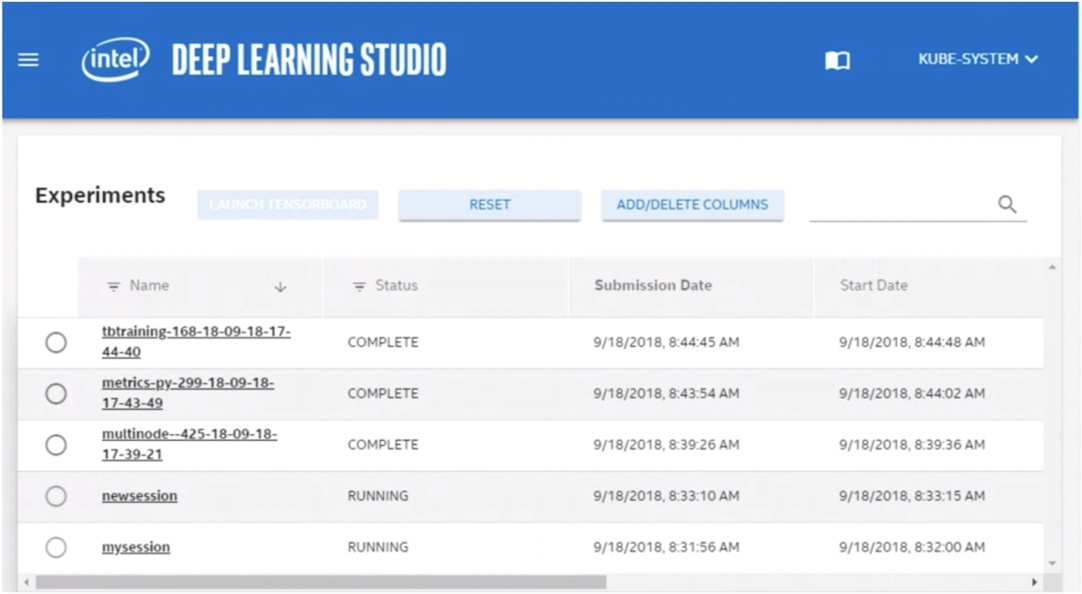 intel DEEP LEARNING STUDIO KUBE-SYSTEM
Experiments LAUNCH TENSORBOARD RESET ADD/DELETE COLUMNS
Name Status Submission Date Start Date
tbtraining-168-18-09-18-17-
44-40 COMPLETE 9/18/2018, 8:44:45 AM 9/18/2018, 8:44:48 AM
metrics-py-299-18-09-18-
17-43-49 COMPLETE 9/18/2018, 8:43:54 AM 9/18/2018, 8:44:02 AM
multinode--425-18-09-18-
17-39-21 COMPLETE 9/18/2018, 8:39:26 AM 9/18/2018, 8:39:36 AM
newsession RUNNING 9/18/2018, 8:33:10 AM 9/18/2018, 8:33:15 AM
mysession RUNNING 9/18/2018, 8:31:56 AM 9/18/2018, 8:32:00 AM